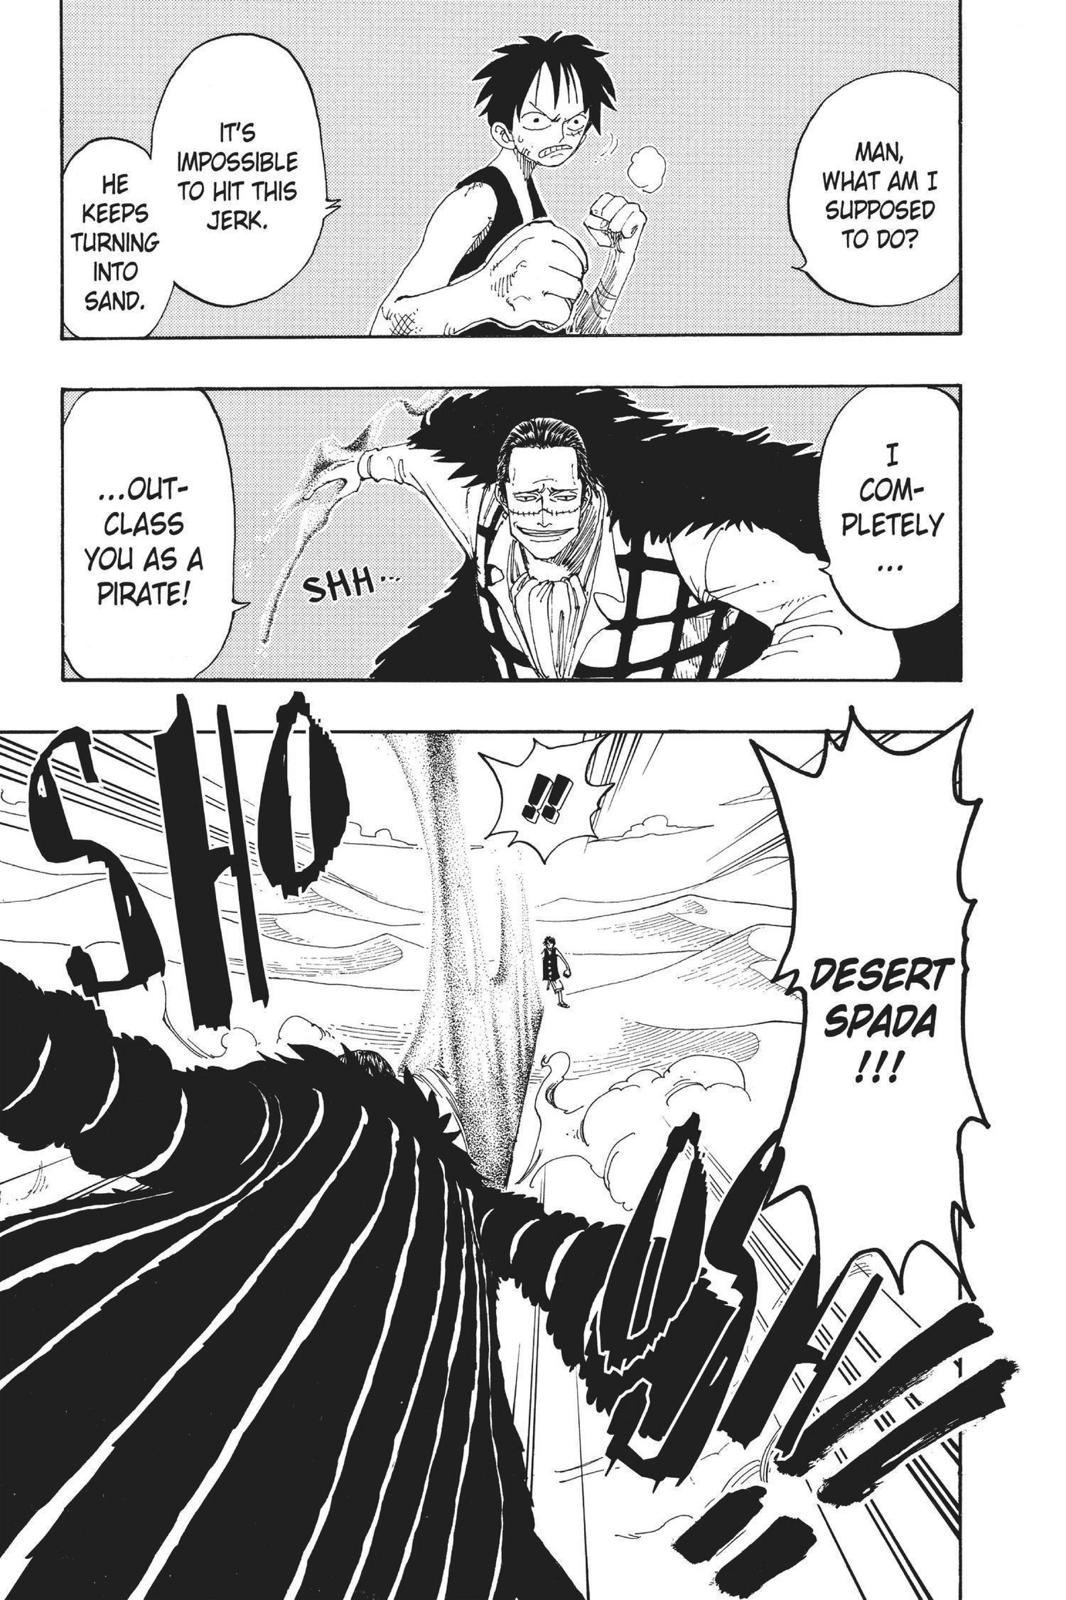 MAN,
WHAT AM I
SUPPOSED
TO DO?
IT'S
IMPOSSIBLE
TO HIT THIS
JERK.
HE
KEEPS
TURNING
INTO
SAND.
I
COM-
PLETELY
...
...OUT-
CLASS
YOU AS A
PIRATE!
SHH...
!!
SHO
DESERT
SPADA
!!!
OSH!!